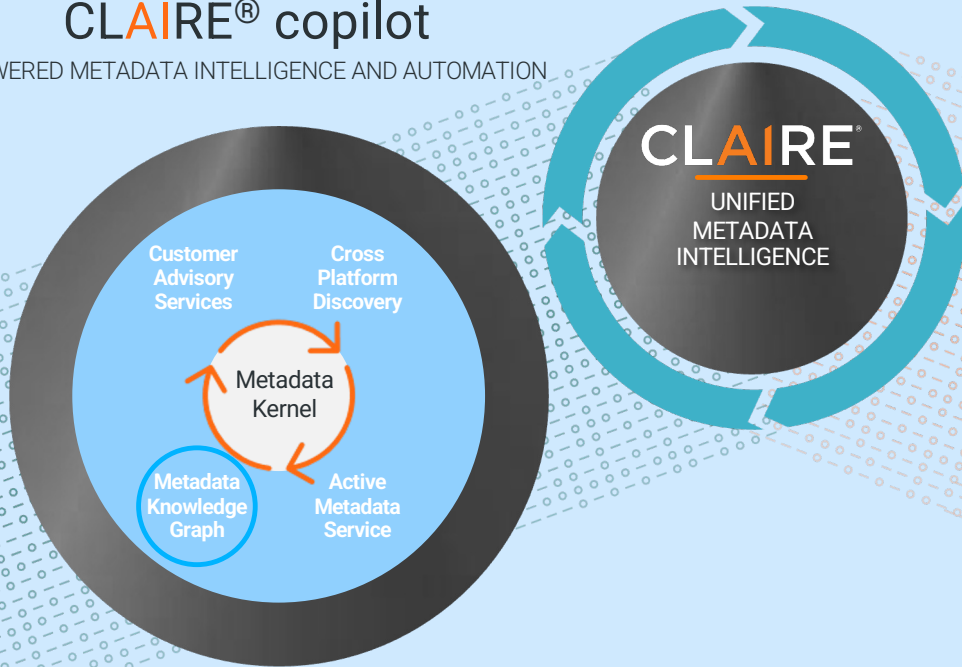 CLAIRE® copilot
WERED METADATA INTELLIGENCE AND AUTOMATION
CLAIRE®
UNIFIED
METADATA
INTELLIGENCE
Customer
Advisory
Services
Cross
Platform
Discovery
Metadata
Kernel
Metadata
Knowledge
Graph
Active
Metadata
Service